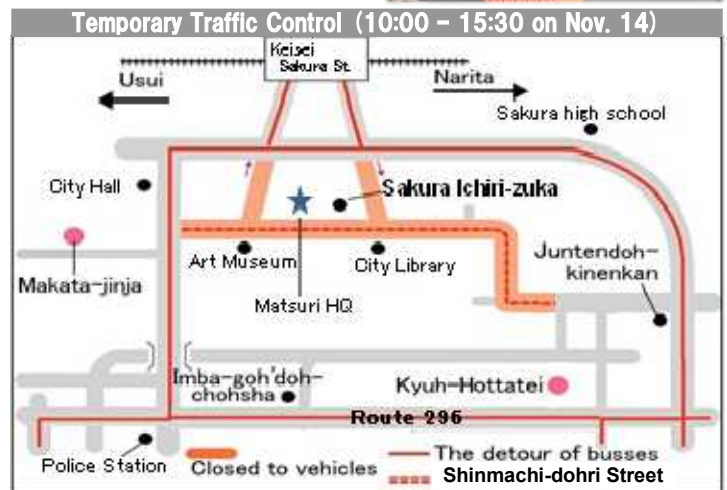 Temporary Traffic Control (10:00 - 15:30 on Nov. 14)
Keisei
Sakura St.
Usui
Narita
Sakura high school
City Hall
Sakura Ichiri-zuka
Makata-jinja
Art Museum
City Library
Juntendoh-
kinenkan
Matsuri HQ
Imba-goh'doh-
chohsha
Kyuh-Hottatei
Route 296
Police Station
Closed to vehicles
The detour of busses
Shinmachi-dohri Street